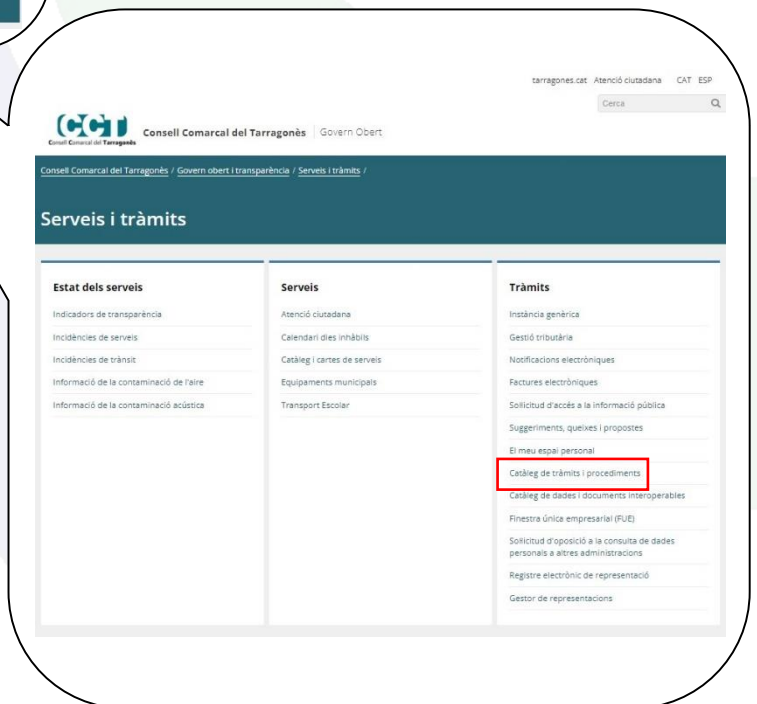 tarragones.cat Atenció ciutadana CAT ESP
Cerca
CCT
Consell Comarcal del Tarragonès
Consell Comarcal del Tarragonès Govern Obert
Consell Comarcal del Tarragonès / Govern obert i transparència / Serveis i tràmits /
Serveis i tràmits
Estat dels serveis
Indicadors de transparència
Incidències de serveis
Incidències de trànsit
Informació de la contaminació de l'aire
Informació de la contaminació acústica
Serveis
Atenció ciutadana
Calendari dies inhàbils
Catàleg i cartes de serveis
Equipaments municipals
Transport Escolar
Tràmits
Instància genèrica
Gestió tributària
Notificacions electròniques
Factures electròniques
Sol·licitud d'accés a la informació pública
Suggeriments, queixes i propostes
El meu espai personal
Catàleg de tràmits i procediments
Catàleg de dades i documents interoperables
Finestra única empresarial (FUE)
Sol·licitud d'oposició a la consulta de dades
personals a altres administracions
Registre electrònic de representació
Gestor de representacions